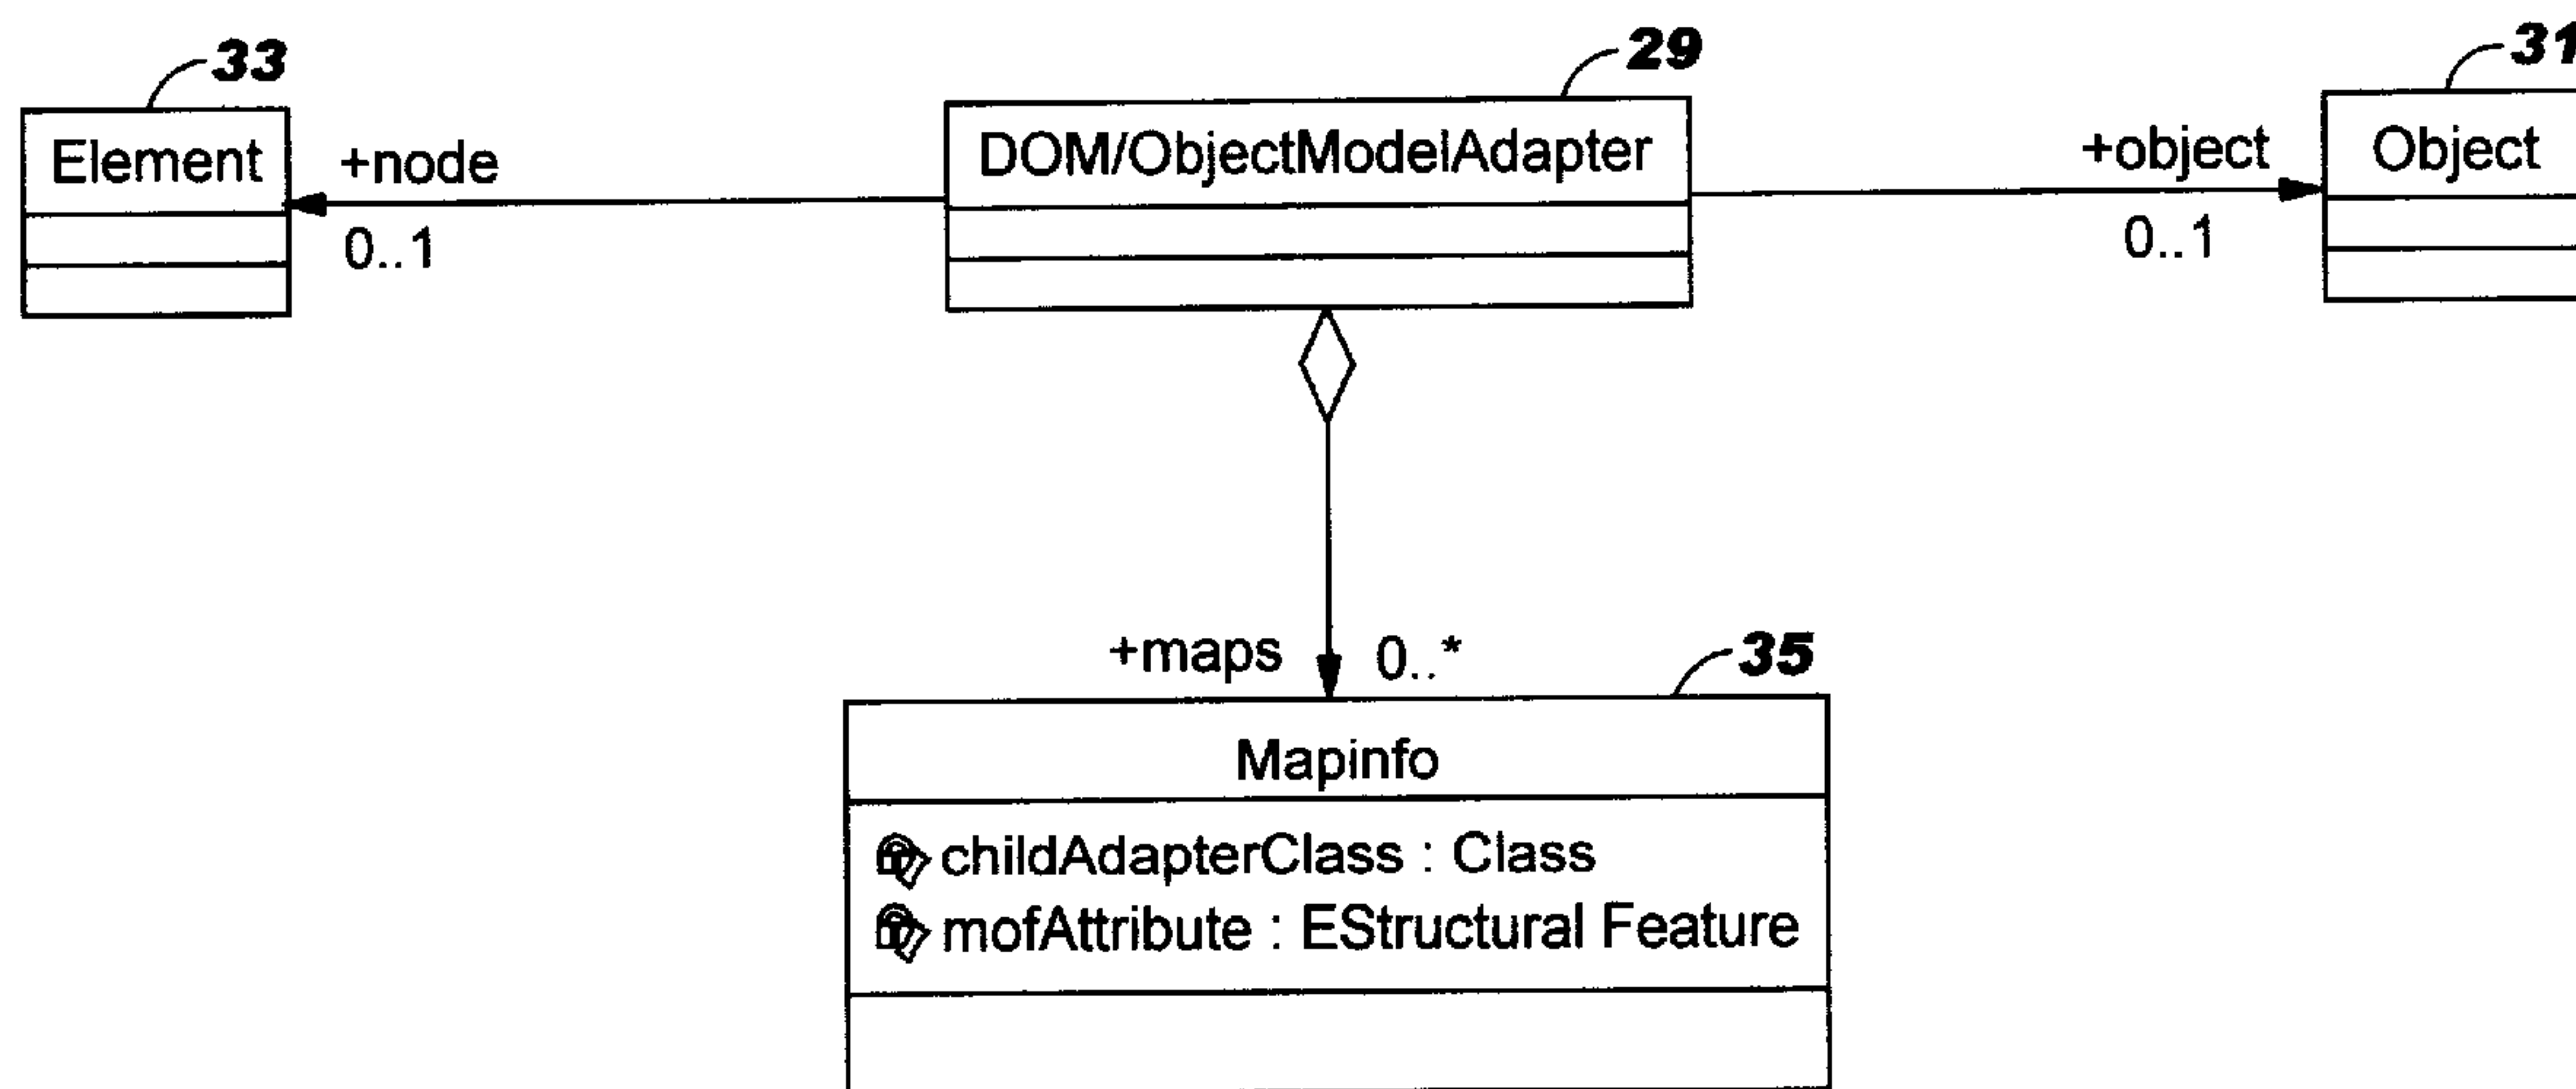 33
29
31
Element
+node
0..1
DOM/ObjectModelAdapter
+object
0..1
Object
+maps
0..*
35
Mapinfo
childAdapterClass : Class
mofAttribute : EStructural Feature